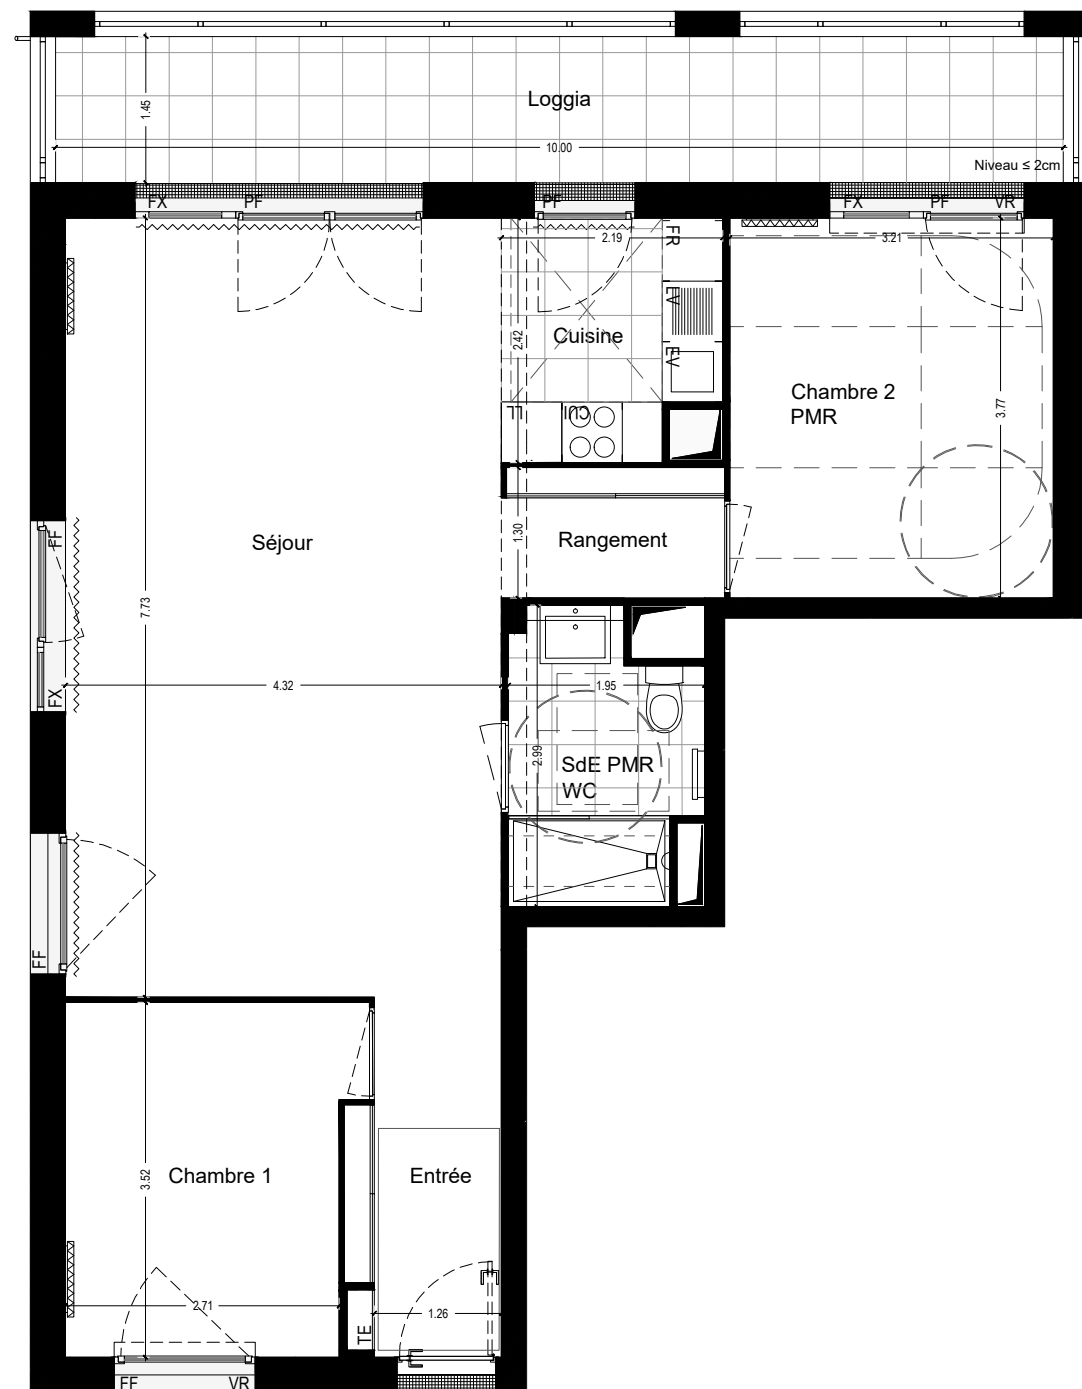 1.45
Loggia
10.00
Niveau ≤ 2cm
FX
PF
PF
FX
PF
VR
2.19
FR
3.21
EV
Cuisine
2.42
EV
Chambre 2
PMR
3.77
LL
CUI
FF
Séjour
1.30
Rangement
7.73
FX
4.32
1.95
2.99
SdE PMR
WC
FF
Chambre 1
3.52
Entrée
2.71
1.26
TE
FF
VR